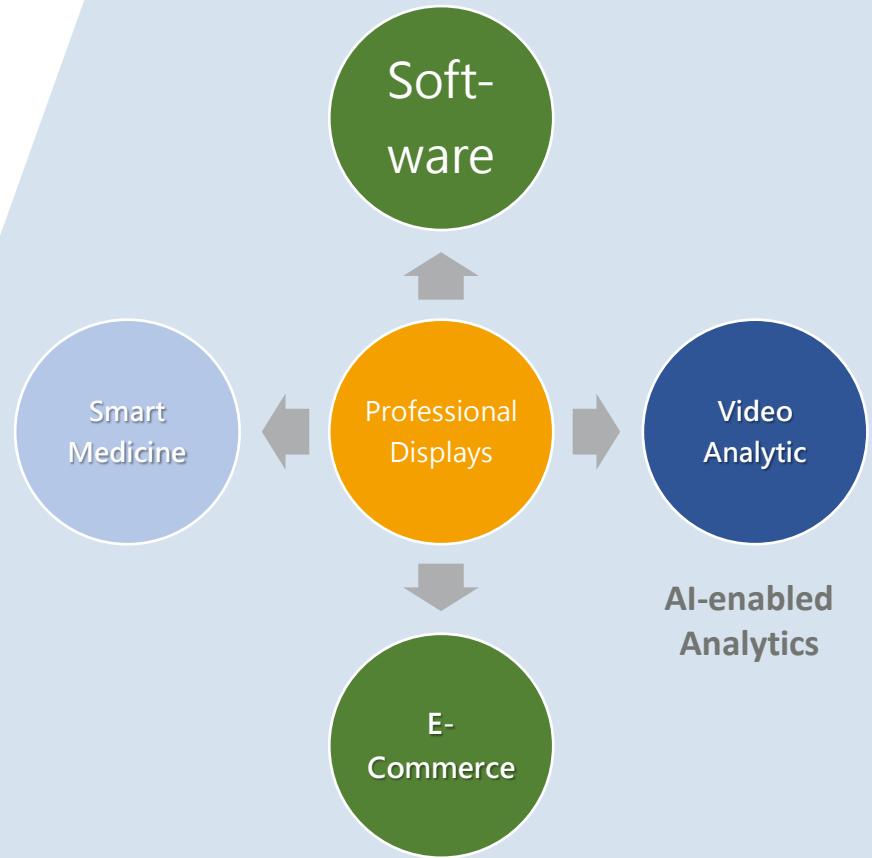 Soft-
ware
Smart
Medicine
Professional
Displays
Video
Analytic
AI-enabled
Analytics
E-
Commerce